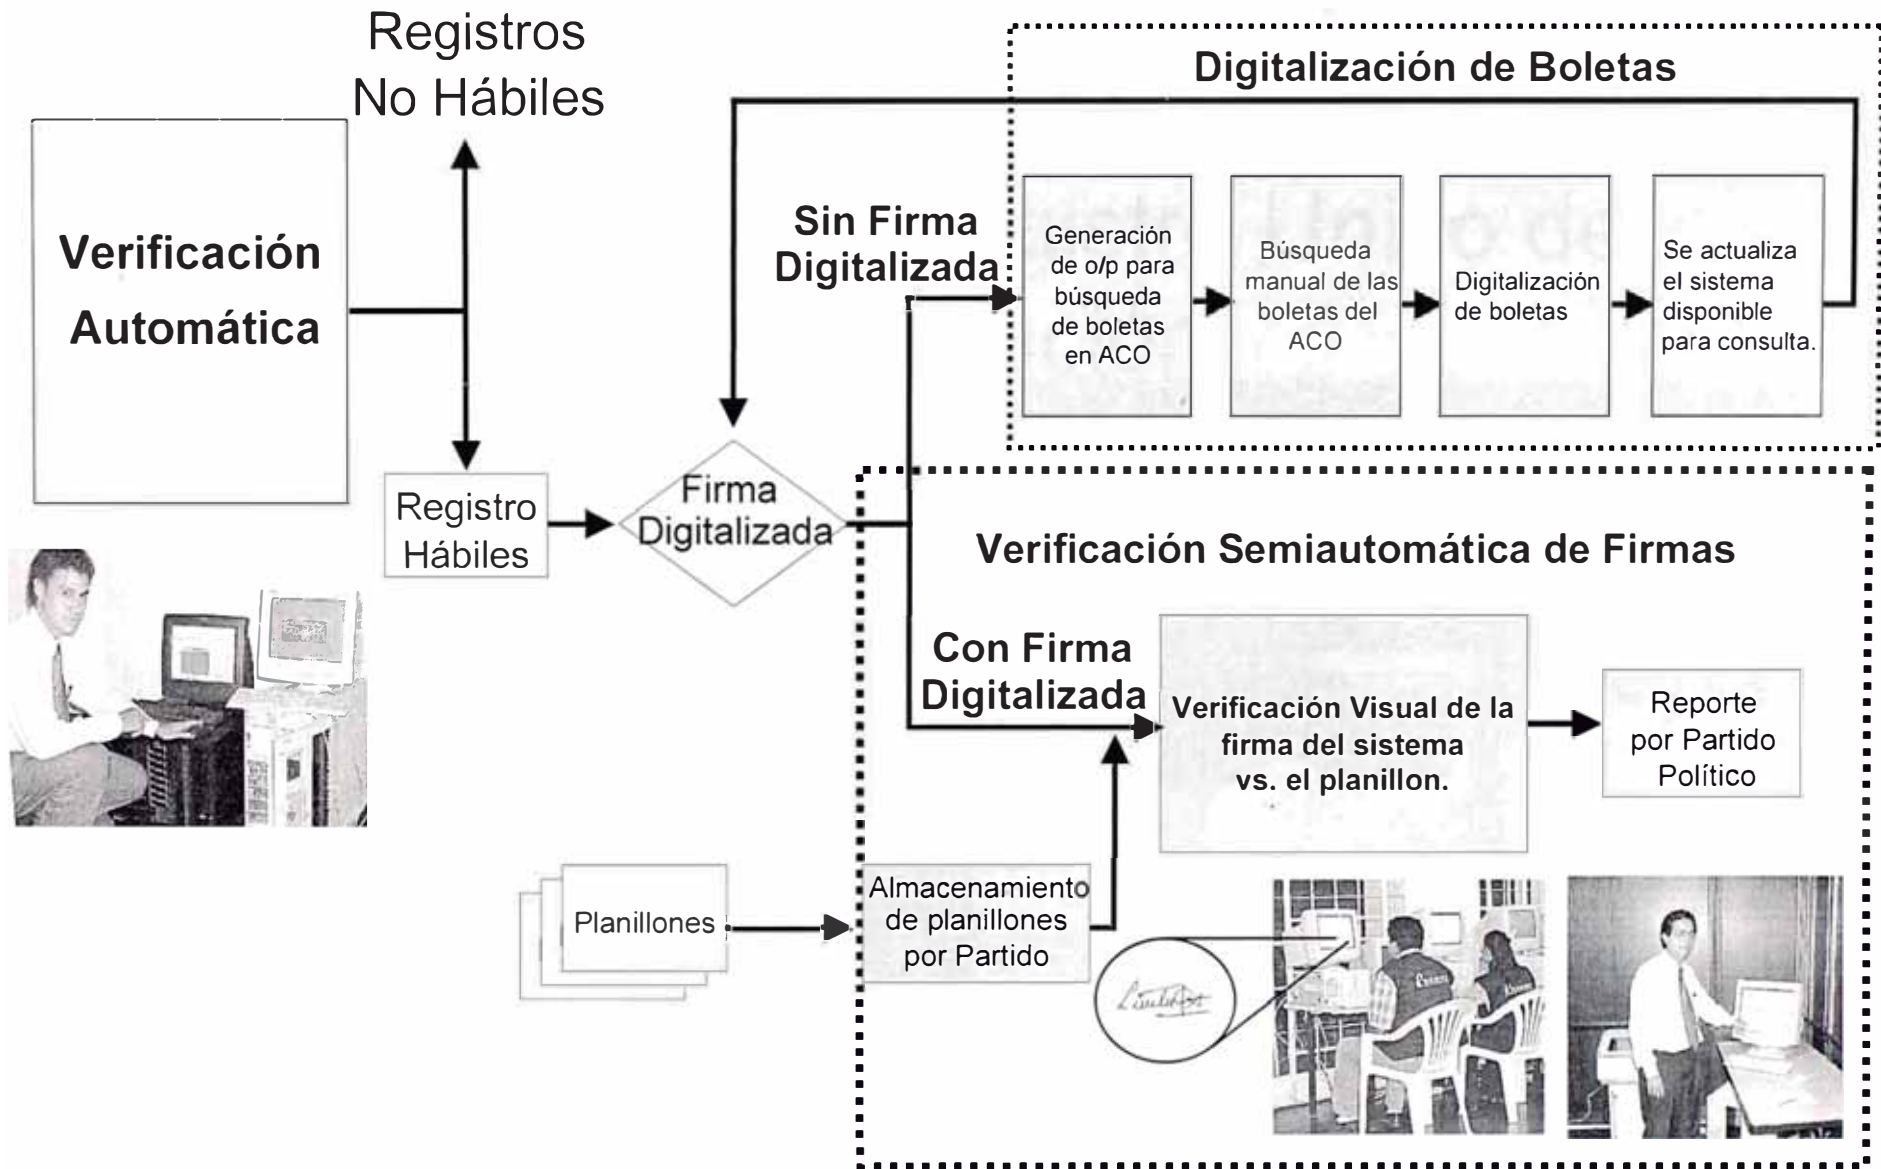 Registros
No Hábiles
Digitalización de Boletas
Verificación
Automática
Sin Firma
Digitalizada
Generación
de o/p para
búsqueda
de boletas
en ACO
Búsqueda
manual de las
boletas del
ACO
Digitalización
de boletas
Se actualiza
el sistema
disponible
para consulta.
Registro
Hábiles
Firma
Digitalizada
Verificación Semiautomática de Firmas
Con Firma
Digitalizada
Verificación Visual de la
firma del sistema
vs. el planillon.
Reporte
por Partido
Político
Planillones
Almacenamiento
de planillones
por Partido